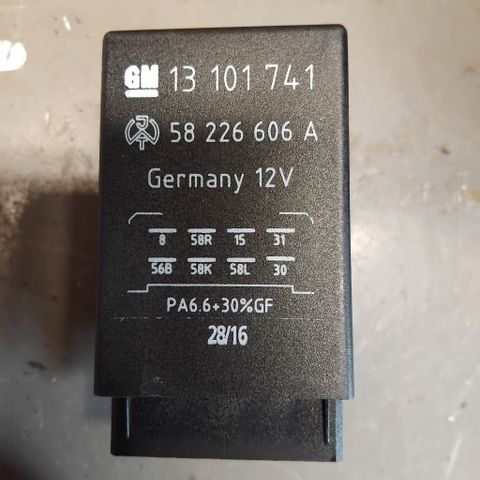 GM 13 101 741
JAT 58 226 606 A
Germany 12V
8 58R 15 31
56B 58K 58L 30
PA6.6+30%GF
28/16